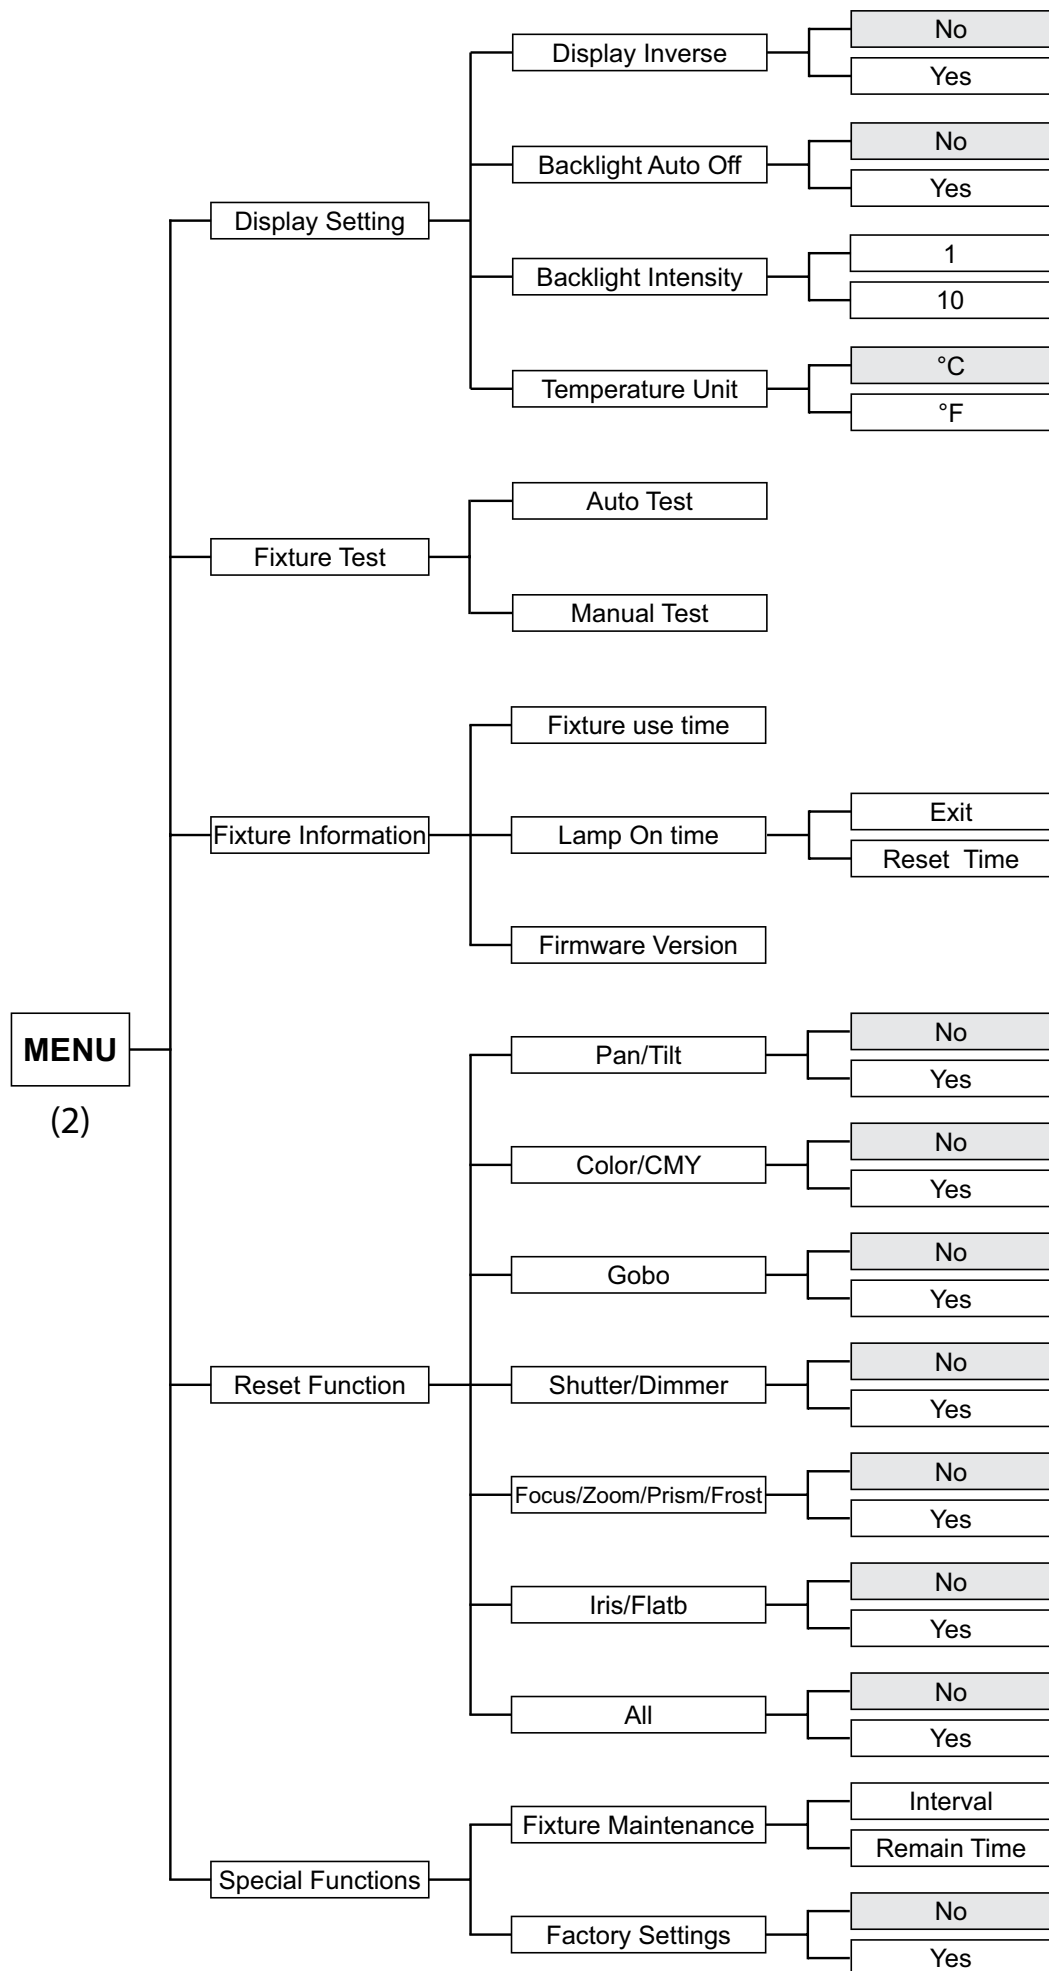 No
Display Inverse
Yes
No
Backlight Auto Off
Yes
Display Setting
1
Backlight Intensity
10
°C
Temperature Unit
°F
Auto Test
Fixture Test
Manual Test
Fixture use time
Exit
Fixture Information
Lamp On time
Reset Time
Firmware Version
MENU
(2)
No
Pan/Tilt
Yes
No
Color/CMY
Yes
No
Gobo
Yes
No
Reset Function
Shutter/Dimmer
Yes
No
Focus/Zoom/Prism/Frost
Yes
No
Iris/Flatb
Yes
No
All
Yes
Interval
Fixture Maintenance
Remain Time
Special Functions
No
Factory Settings
Yes